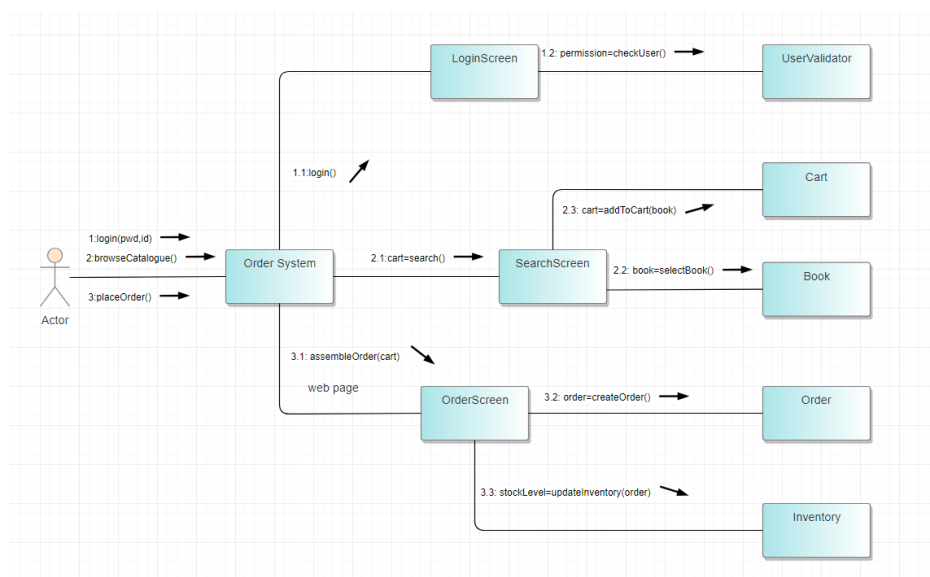 LoginScreen
1.2: permission=checkUser()
UserValidator
1.1:login()
Cart
2.3: cart=addToCart(book)
1:login(pwd,id)
2:browseCatalogue()
Order System
2.1:cart=search()
SearchScreen
2.2: book=selectBook()
Book
3:placeOrder()
Actor
3.1: assembleOrder(cart)
web page
OrderScreen
3.2: order=createOrder()
Order
3.3: stockLevel=updateInventory(order)
Inventory